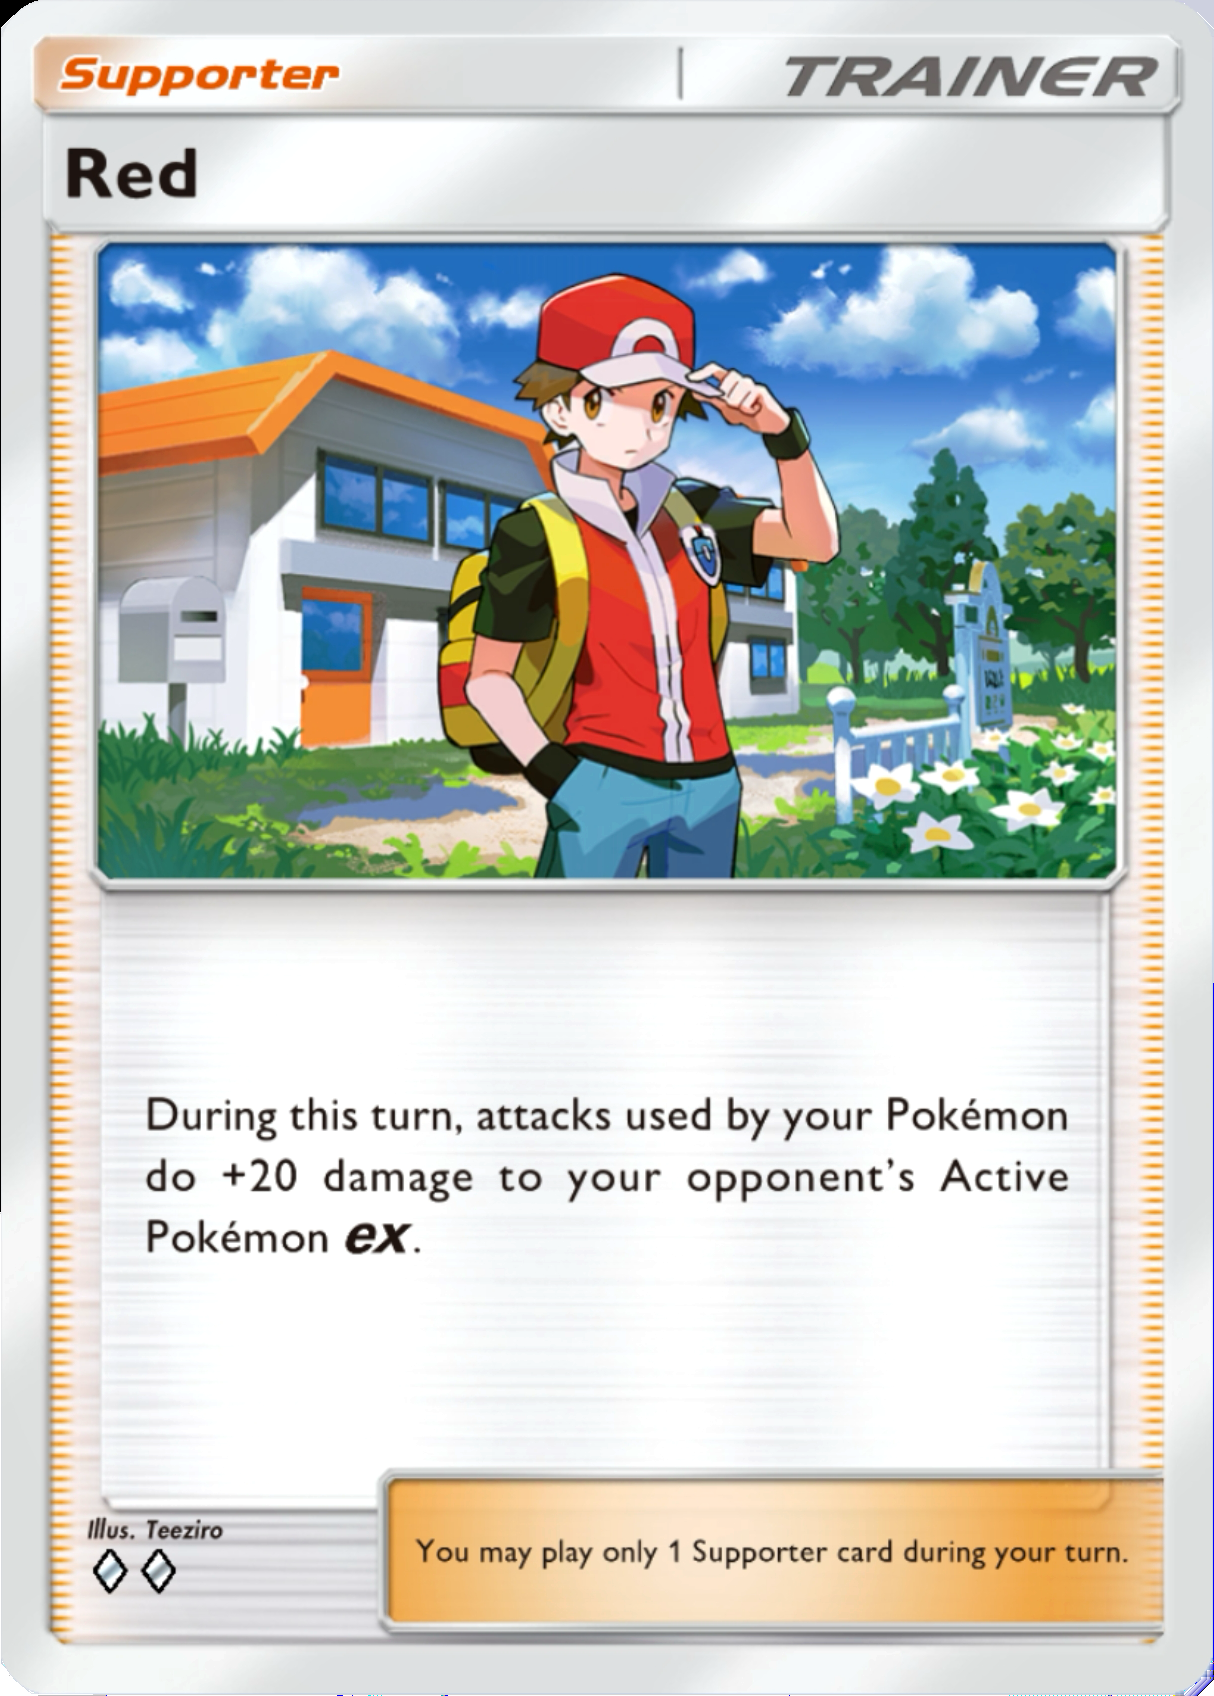 Supporter
TRAINER
Red
During this turn, attacks used by your Pokémon
do +20 damage to your opponent's Active
Pokémon ex.
Illus. Teeziro
You may play only 1 Supporter card during your turn.